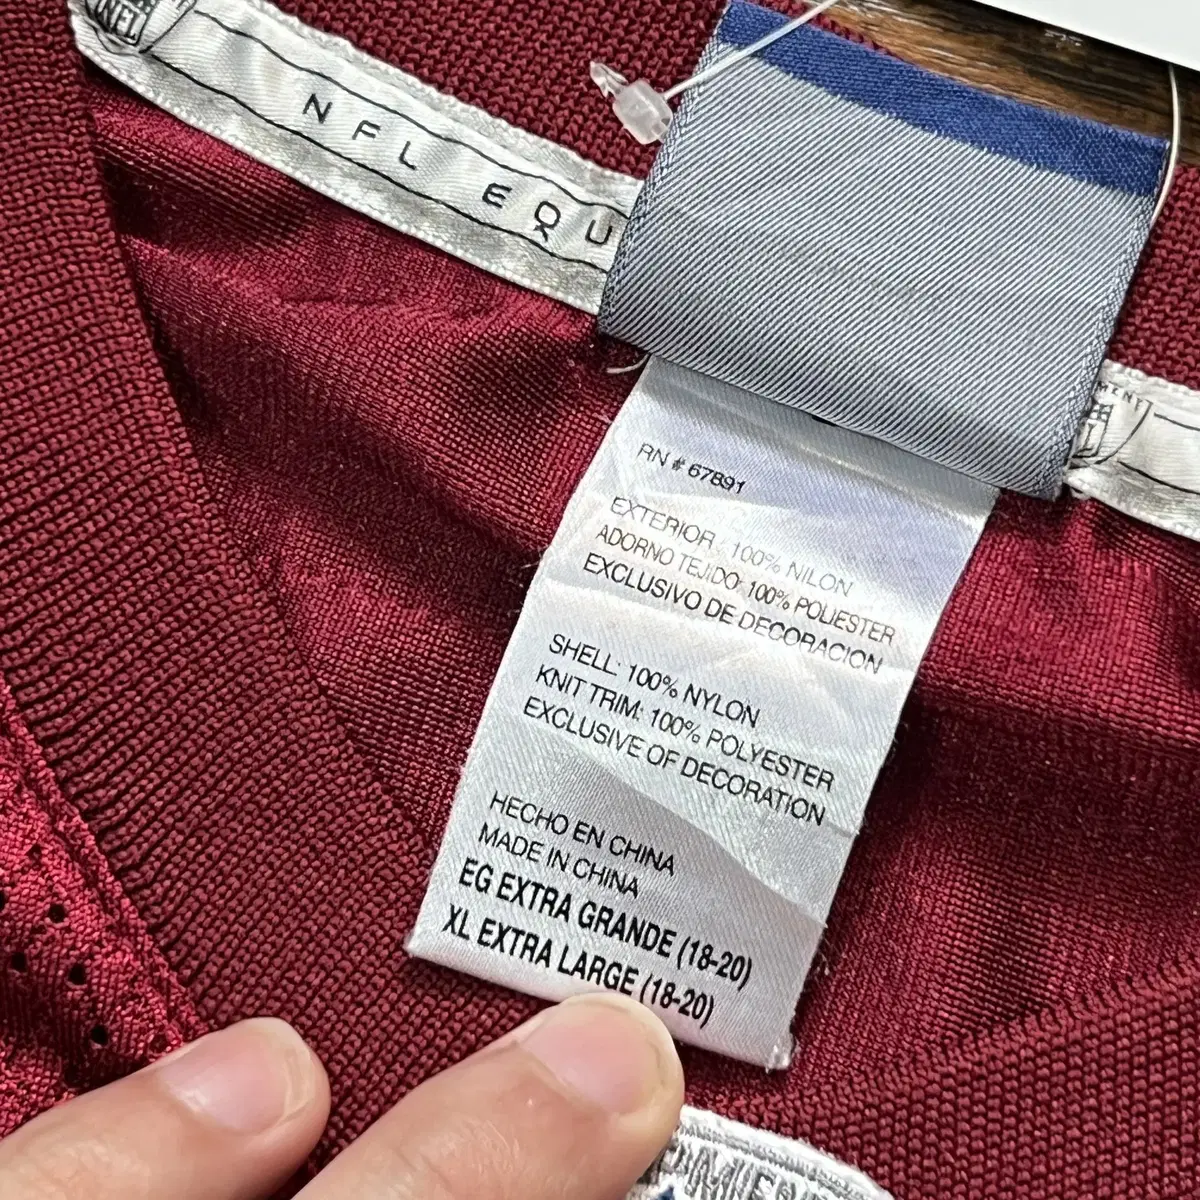 NFL
NFL EQU
MENT
RN # 67891
EXTERIOR: 100% NILON
ADORNO TEJIDO: 100% POLIESTER
EXCLUSIVO DE DECORACION
SHELL: 100% NYLON
KNIT TRIM: 100% POLYESTER
EXCLUSIVE OF DECORATION
HECHO EN CHINA
MADE IN CHINA
EG EXTRA GRANDE (18-20)
XL EXTRA LARGE (18-20)